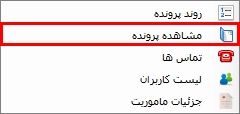 روند پرونده
مشاهده پرونده
تماس ها
لیست کاربران
جزئیات ماموریت